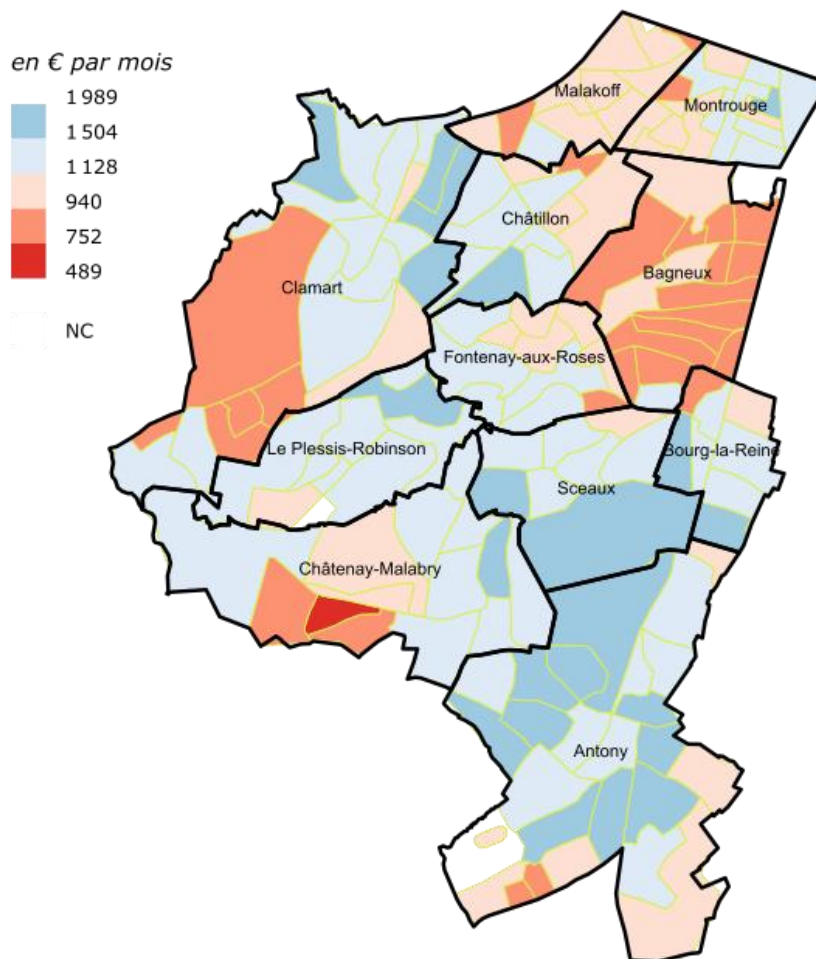 en € par mois
1 989
1 504
1 128
940
752
489
NC
Malakoff
Montrouge
Châtillon
Bagneux
Clamart
Fontenay-aux-Roses
Le Plessis-Robinson
Bourg-la-Reine
Sceaux
Châtenay-Malabry
Antony